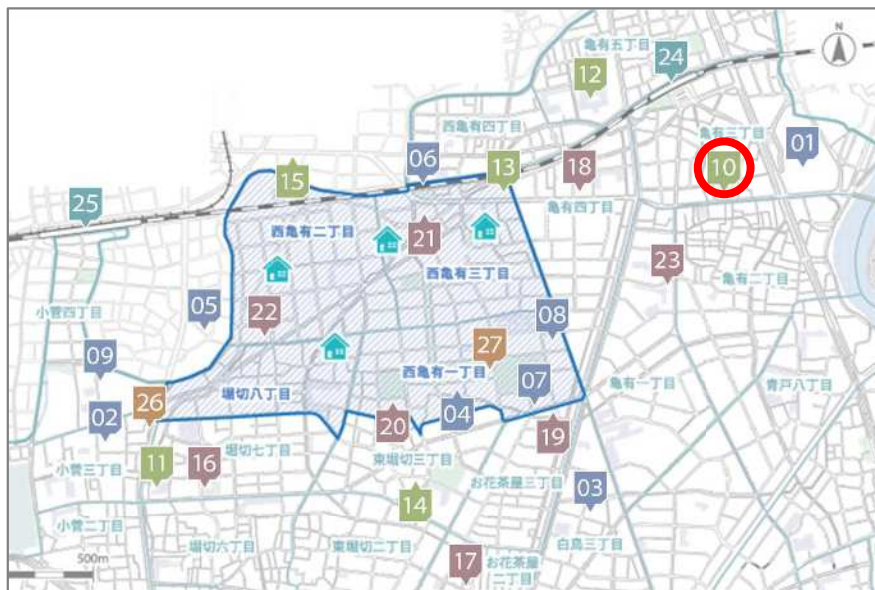 亀有五丁目
24
N
12
西亀有四丁目
亀有三丁目
01
06
13
18
10
15
25
亀有四丁目
西亀有二丁目
21
西亀有三丁目
23
亀有二丁目
小菅四丁目
05
22
08
09
27
西亀有一丁目
07
亀有一丁目
青戸八丁目
堀切八丁目
26
02
04
20
19
堀切七丁目
東堀切三丁目
小菅三丁目
11
16
お花茶屋三丁目
03
14
小菅二丁目
堀切六丁目
東堀切二丁目
白鳥三丁目
500m
17
お花茶屋
二丁目